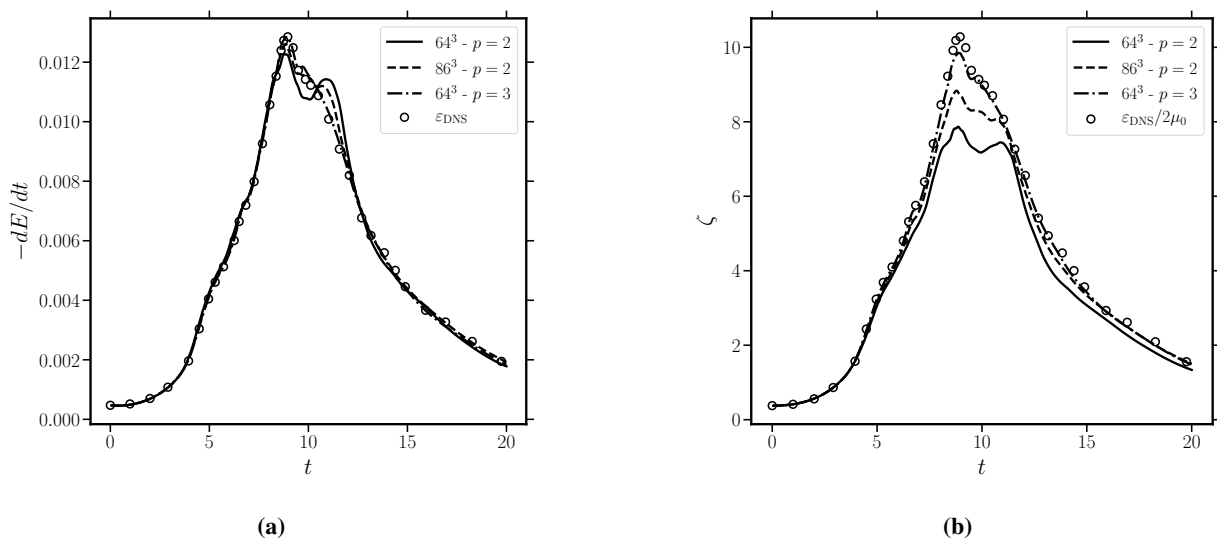 0.012
0.010
0.008
0.006
0.004
0.002
0.000
−dE/dt
0 5 10 15 20
t
64³ - p = 2
86³ - p = 2
64³ - p = 3
ε_DNS
(a)
10
8
6
4
2
0
ζ
0 5 10 15 20
t
64³ - p = 2
86³ - p = 2
64³ - p = 3
ε_DNS/2μ₀
(b)